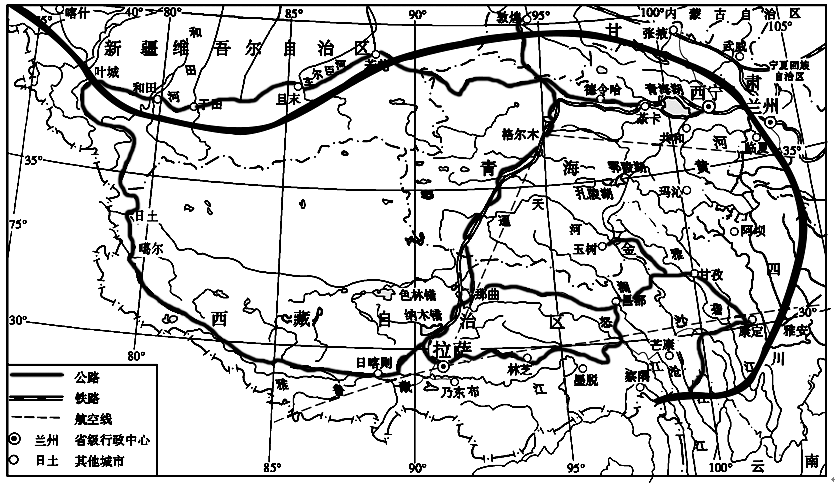 喀什
45°
80°
和
田
85°
90°
敦煌
95°
甘
100°
内蒙古自治区
105°
张掖
武威
新疆维吾尔自治区
宁夏回族
自治区
叶城
和田
河
于田
且末
肃
德令哈
青海湖
西宁
兰州
茶卡
共和
格尔木
河
临夏
35°
35°
青海
鄂陵湖
黄
扎陵湖
玛沁
75°
日土
通
天
河
阿坝
噶尔
玉树
金
雅
甘孜
四
色林错
那曲
昌都
30°
西藏自治区
纳木错
怒
沙
砻
康定
30°
雅安
拉萨
芒康
80°
日喀则
林芝
江
沧
江
川
雅
鲁
藏
布
江
乃东
墨脱
察隅
江
公路
铁路
航空线
兰州 省级行政中心
日土 其他城市
85°
90°
95°
100°
云南